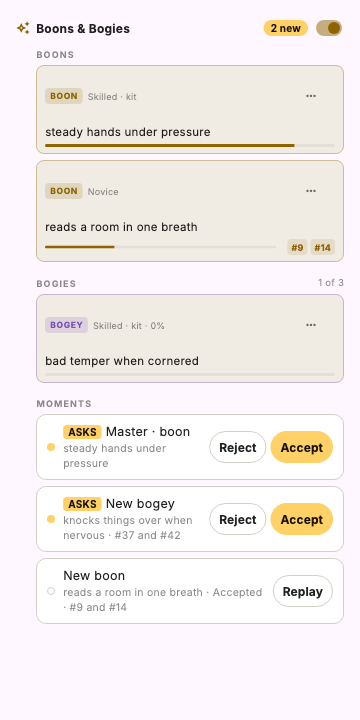 Boons & Bogies 2 new
BOONS
BOON Skilled · kit ···
steady hands under pressure
BOON Novice ···
reads a room in one breath
#9 #14
BOGIES 1 of 3
BOGEY Skilled · kit · 0% ···
bad temper when cornered
MOMENTS
ASKS Master · boon
steady hands under
pressure
Reject Accept
ASKS New bogey
knocks things over when
nervous · #37 and #42
Reject Accept
New boon
reads a room in one breath · Accepted
· #9 and #14
Replay